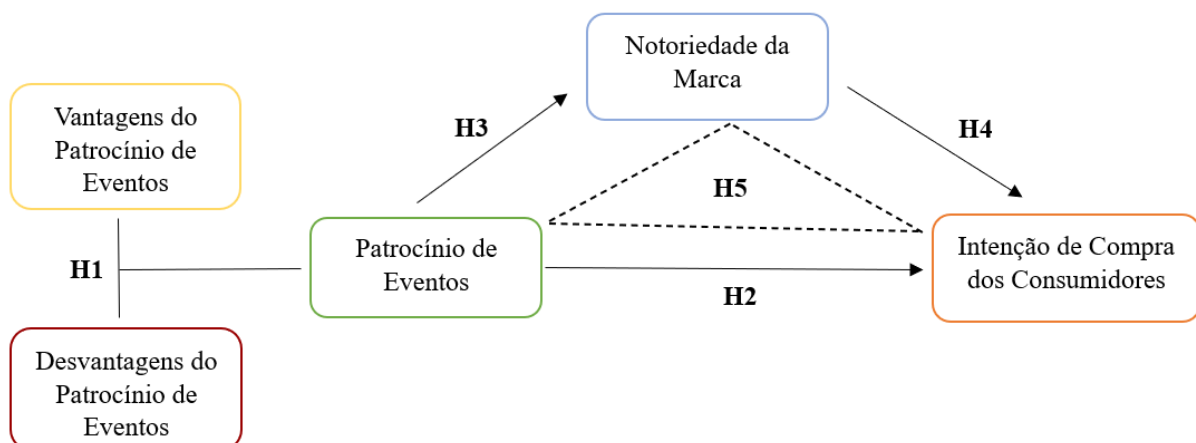 Notoriedade da
Marca
Vantagens do
Patrocínio de
Eventos
H3
H4
H5
H1
Patrocínio de
Eventos
H2
Intenção de Compra
dos Consumidores
Desvantagens do
Patrocínio de
Eventos